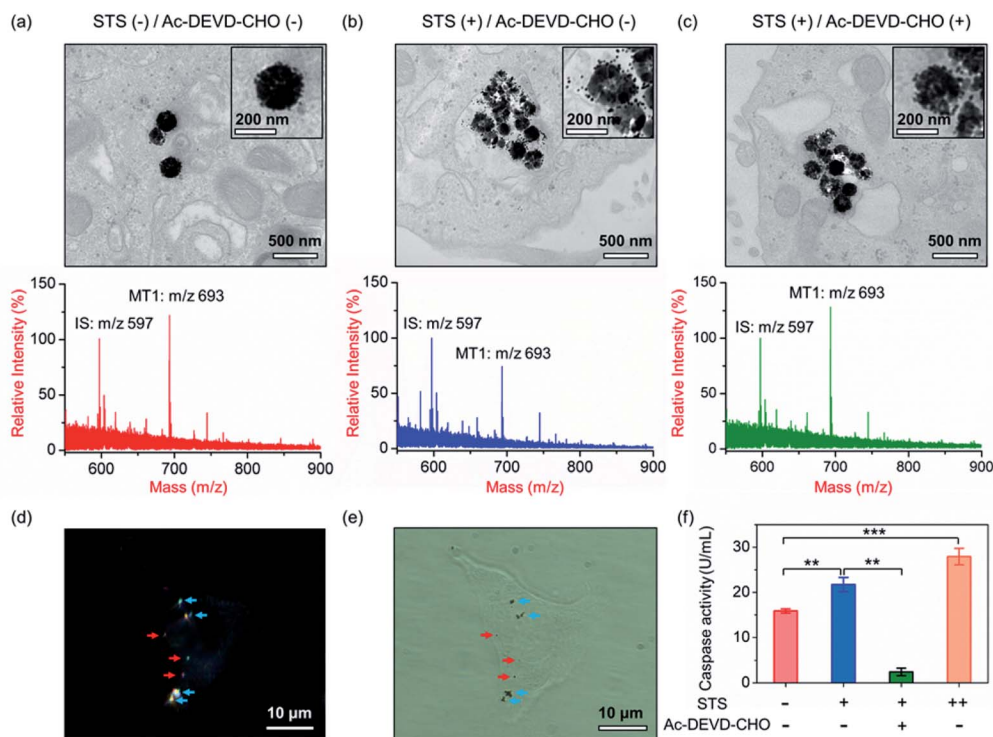 (a) STS (-) / Ac-DEVD-CHO (-)
(b) STS (+) / Ac-DEVD-CHO (-)
(c) STS (+) / Ac-DEVD-CHO (+)
200 nm
500 nm
200 nm
500 nm
200 nm
500 nm
Relative Intensity (%)
150
100
50
0
IS: m/z 597
MT1: m/z 693
600 700 800 900
Mass (m/z)
Relative Intensity (%)
150
100
50
0
IS: m/z 597
MT1: m/z 693
600 700 800 900
Mass (m/z)
Relative Intensity (%)
150
100
50
0
IS: m/z 597
MT1: m/z 693
600 700 800 900
Mass (m/z)
(d)
10 µm
(e)
10 µm
(f)
Caspase activity (U/mL)
30
20
10
0
***
** **
STS - + + ++
Ac-DEVD-CHO - - + -